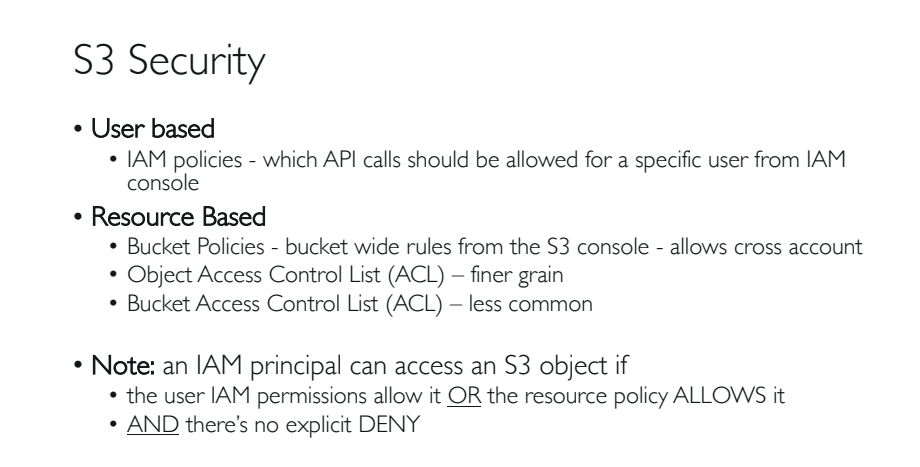 S3 Security
• User based
• IAM policies - which API calls should be allowed for a specific user from IAM
console
• Resource Based
• Bucket Policies - bucket wide rules from the S3 console - allows cross account
• Object Access Control List (ACL) – finer grain
• Bucket Access Control List (ACL) – less common
• Note: an IAM principal can access an S3 object if
• the user IAM permissions allow it OR the resource policy ALLOWS it
• AND there’s no explicit DENY